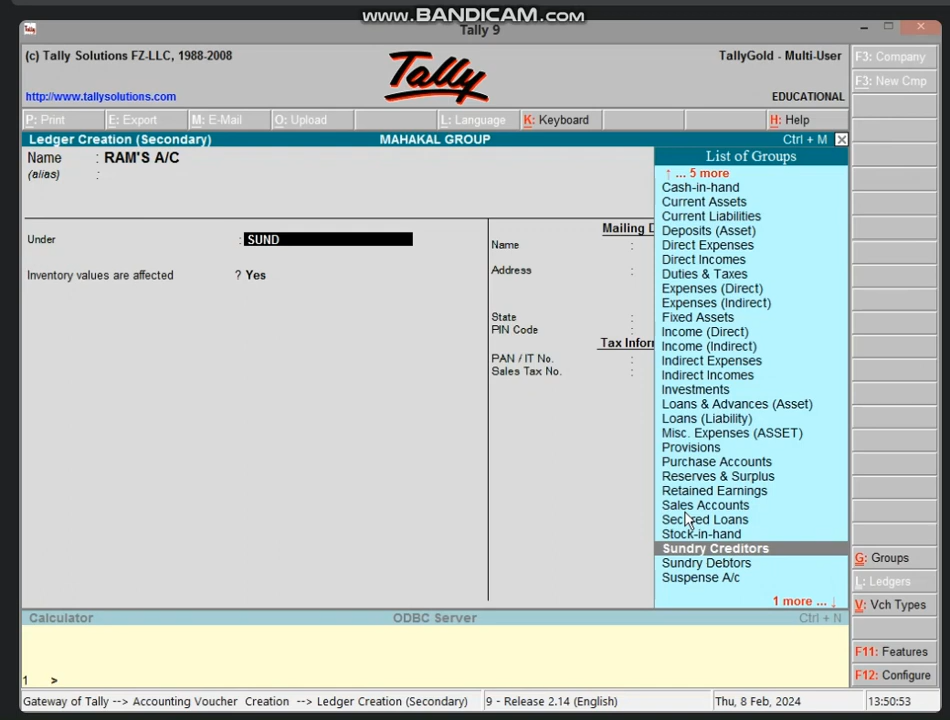 www.BANDICAM.com
Tally 9
(c) Tally Solutions FZ-LLC, 1988-2008
Tally
TallyGold - Multi-User
http://www.tallysolutions.com
EDUCATIONAL
P: Print E: Export M: E-Mail O: Upload L: Language K: Keyboard H: Help
Ledger Creation (Secondary) MAHAKAL GROUP Ctrl + M
Name : RAM'S A/C
(alias) :
Under : SUND
Inventory values are affected ? Yes
Mailing D
Name :
Address :
State :
PIN Code :
Tax Inform
PAN / IT No. :
Sales Tax No. :
List of Groups
↑ ... 5 more
Cash-in-hand
Current Assets
Current Liabilities
Deposits (Asset)
Direct Expenses
Direct Incomes
Duties & Taxes
Expenses (Direct)
Expenses (Indirect)
Fixed Assets
Income (Direct)
Income (Indirect)
Indirect Expenses
Indirect Incomes
Investments
Loans & Advances (Asset)
Loans (Liability)
Misc. Expenses (ASSET)
Provisions
Purchase Accounts
Reserves & Surplus
Retained Earnings
Sales Accounts
Secured Loans
Stock-in-hand
Sundry Creditors
Sundry Debtors
Suspense A/c
1 more ... ↓
F3: Company
F3: New Cmp
G: Groups
L: Ledgers
V: Vch Types
F11: Features
F12: Configure
Calculator ODBC Server Ctrl + N
1 >
Gateway of Tally --> Accounting Voucher Creation --> Ledger Creation (Secondary) 9 - Release 2.14 (English) Thu, 8 Feb, 2024 13:50:53